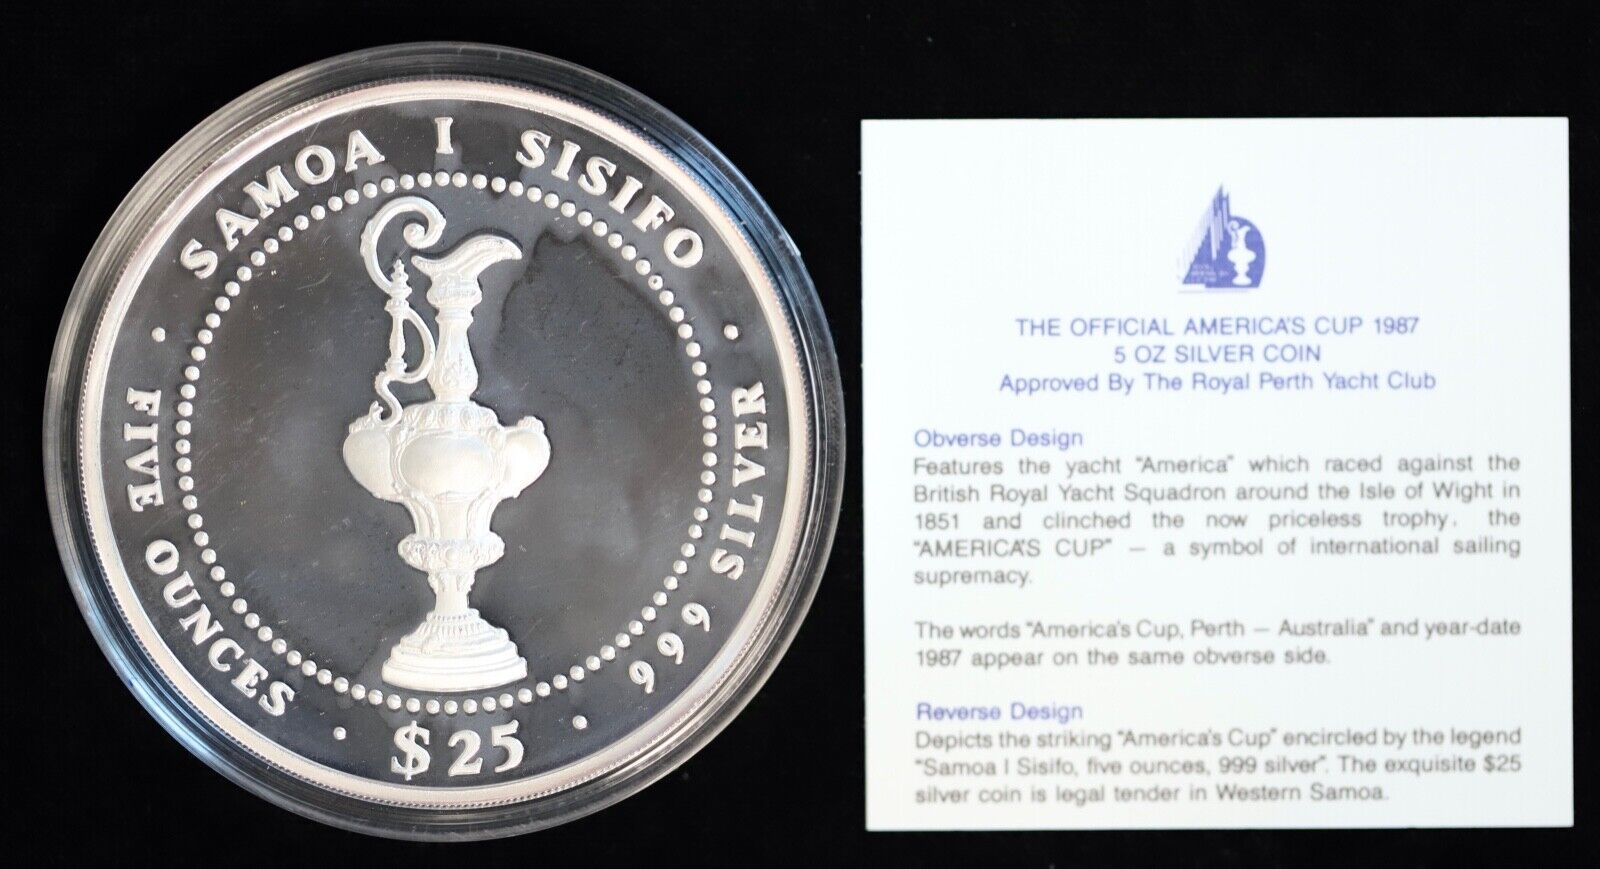 SAMOA I SISIFO
FIVE OUNCES · $25 · 999 SILVER
THE OFFICIAL AMERICA'S CUP 1987
5 OZ SILVER COIN
Approved By The Royal Perth Yacht Club
Obverse Design
Features the yacht "America" which raced against the
British Royal Yacht Squadron around the Isle of Wight in
1851 and clinched the now priceless trophy, the
"AMERICA'S CUP" — a symbol of international sailing
supremacy.
The words "America's Cup, Perth — Australia" and year-date
1987 appear on the same obverse side.
Reverse Design
Depicts the striking "America's Cup" encircled by the legend
"Samoa I Sisifo, five ounces, 999 silver". The exquisite $25
silver coin is legal tender in Western Samoa.